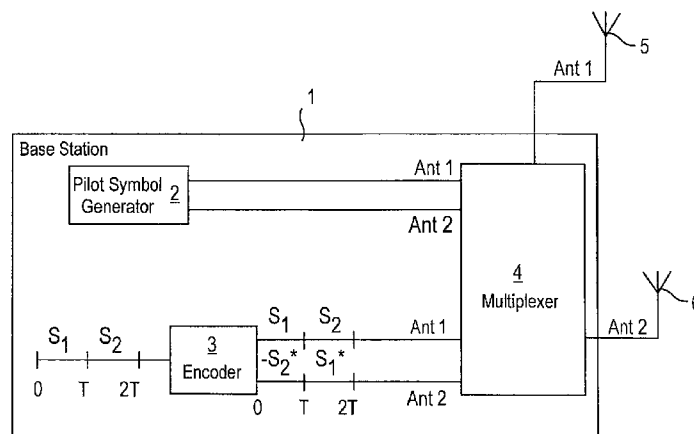 5
Ant 1
1
Base Station
Pilot Symbol
Generator 2
Ant 1
Ant 2
4
Multiplexer
6
Ant 2
S1 S2
0 T 2T
3
Encoder
S1 S2
-S2* S1*
0 T 2T
Ant 1
Ant 2